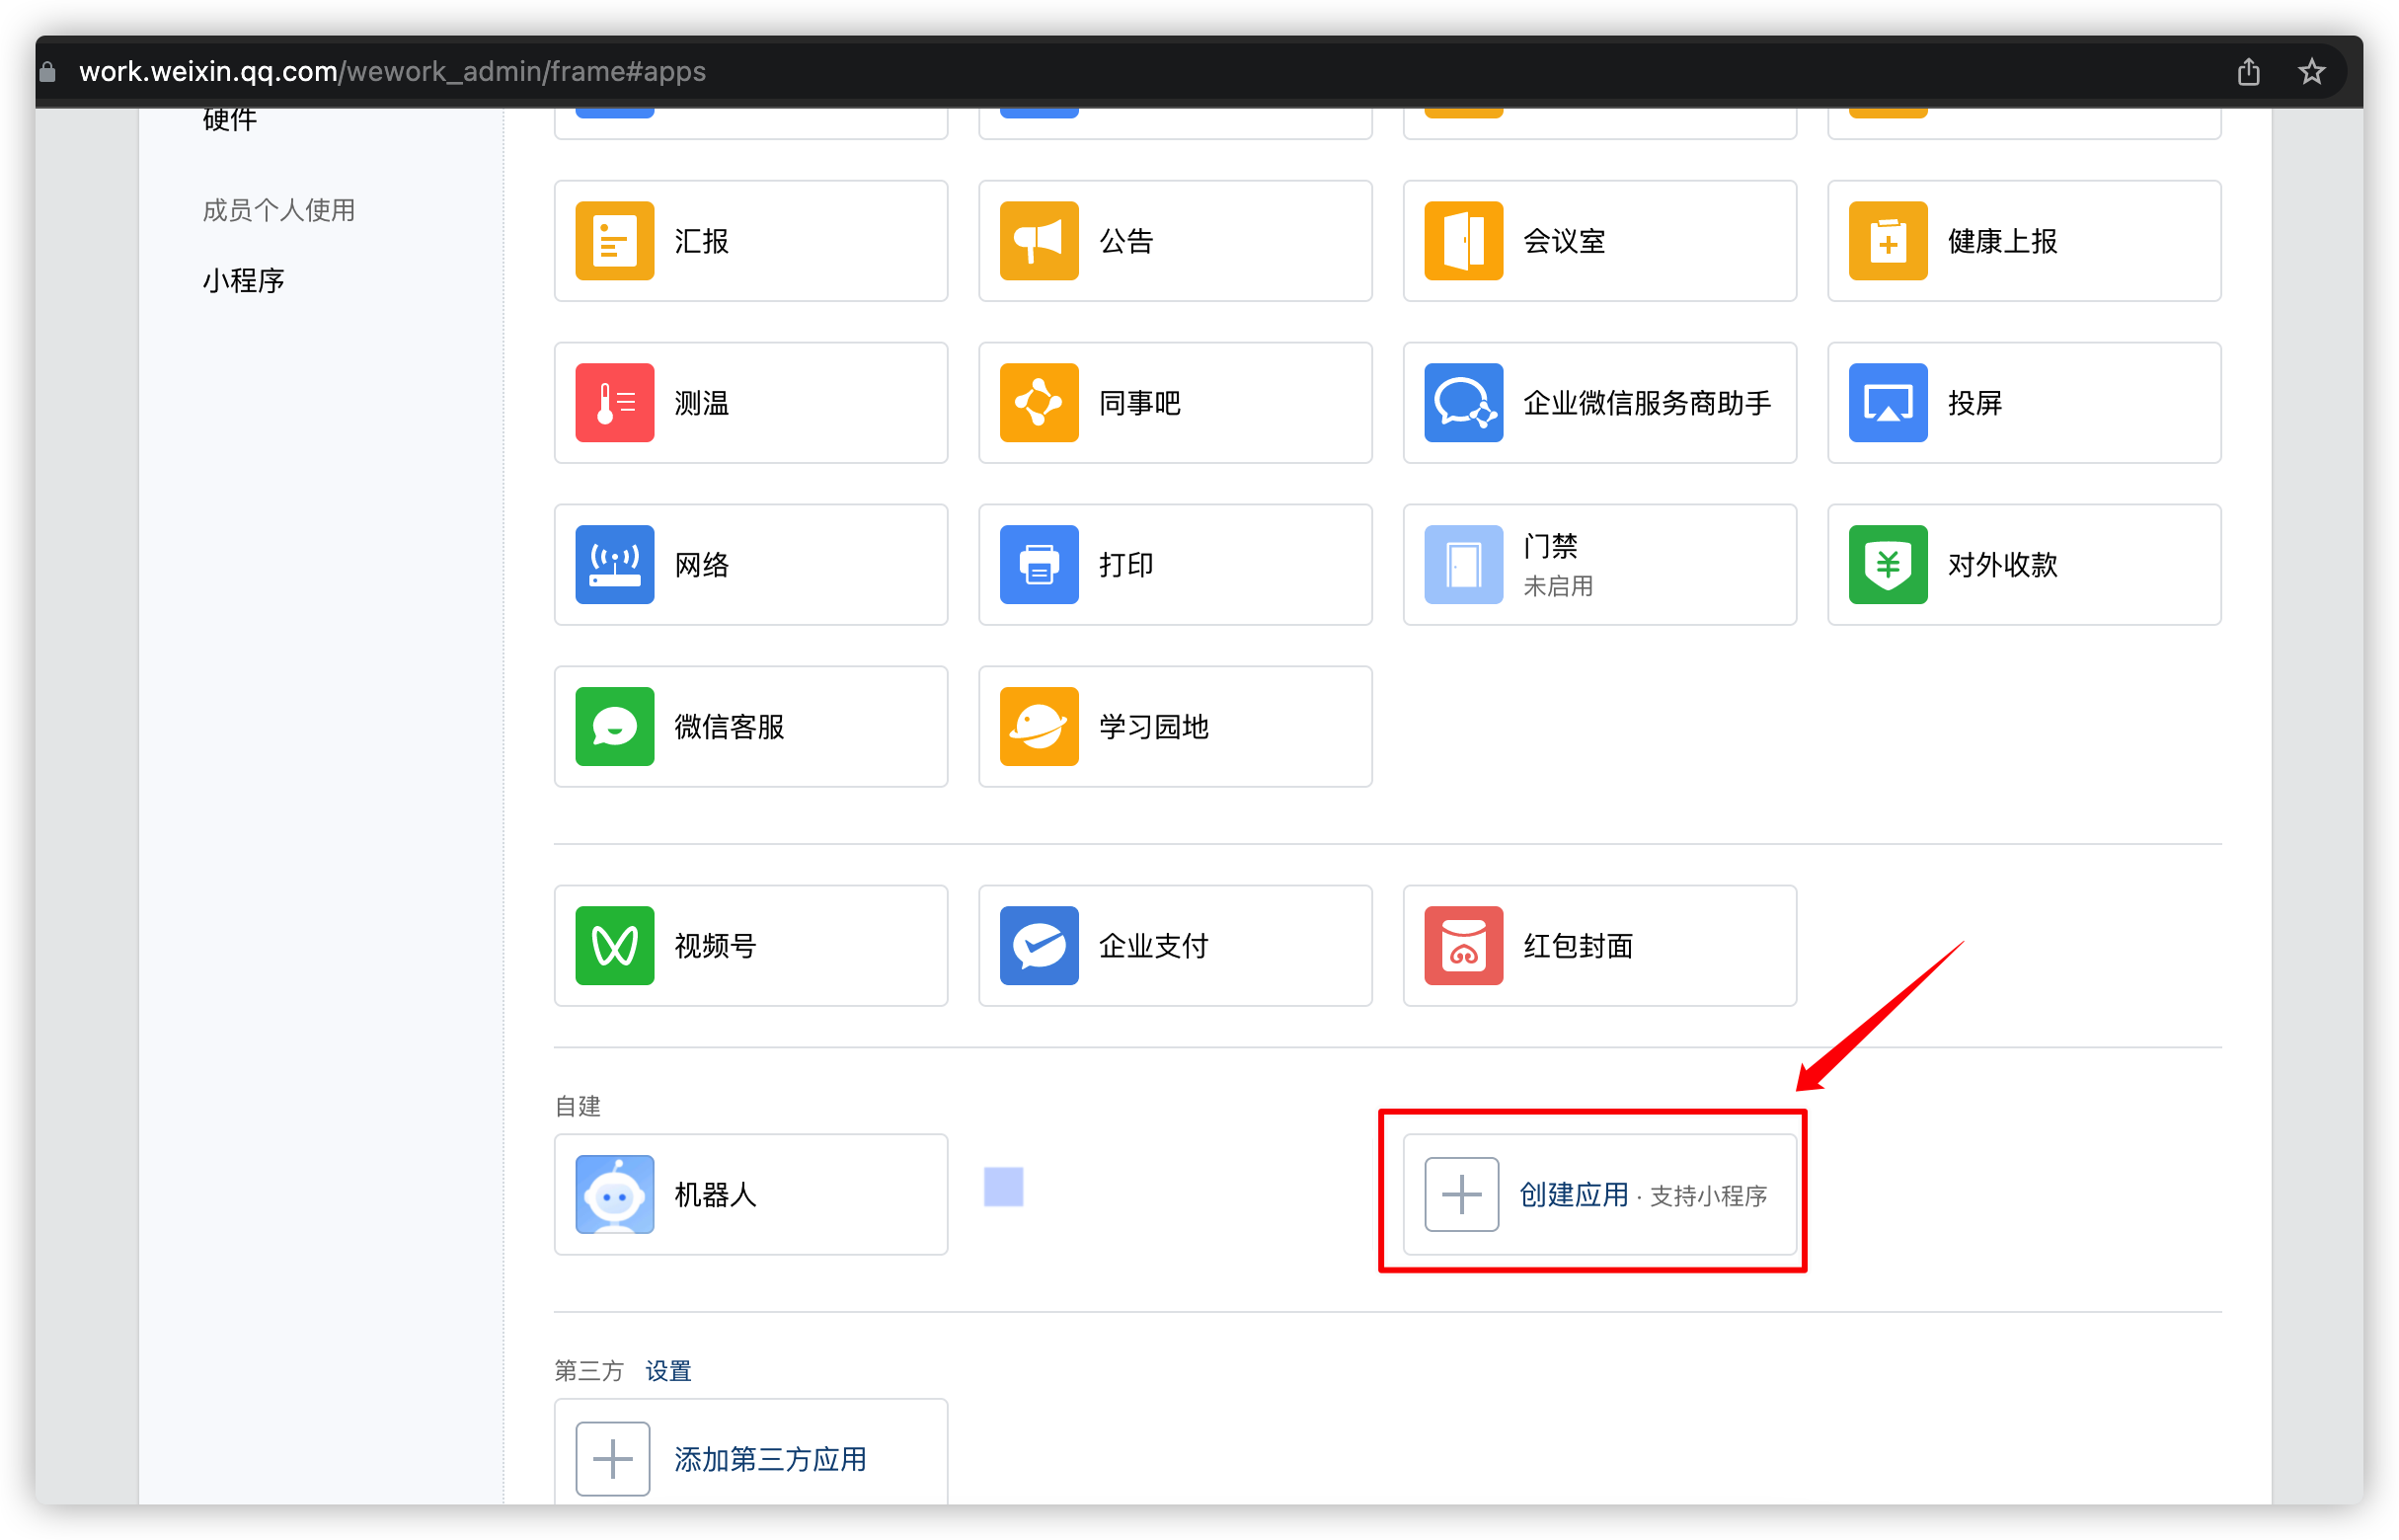 work.weixin.qq.com/wework_admin/frame#apps
硬件
成员个人使用
小程序
汇报
公告
会议室
健康上报
测温
同事吧
企业微信服务商助手
投屏
网络
打印
门禁
未启用
对外收款
微信客服
学习园地
视频号
企业支付
红包封面
自建
机器人
创建应用 · 支持小程序
第三方 设置
添加第三方应用